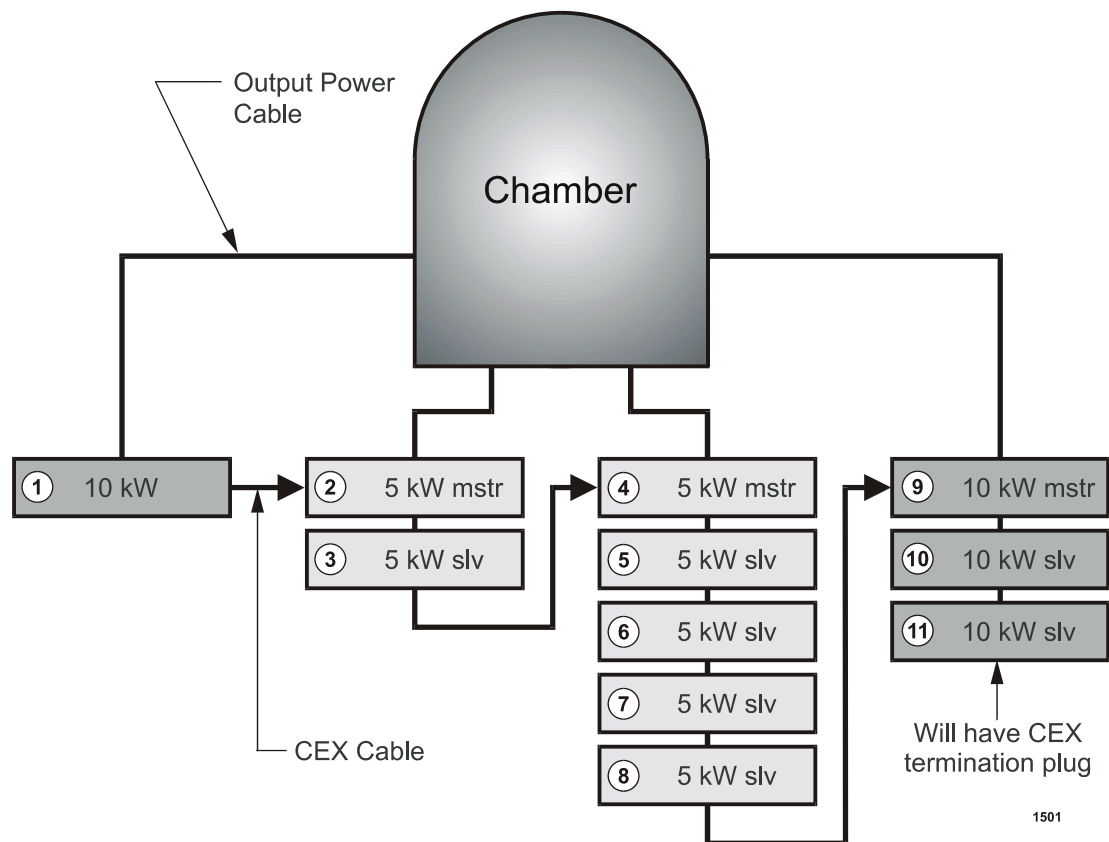 Output Power
Cable
Chamber
1 10 kW
2 5 kW mstr
3 5 kW slv
4 5 kW mstr
5 5 kW slv
6 5 kW slv
7 5 kW slv
8 5 kW slv
9 10 kW mstr
10 10 kW slv
11 10 kW slv
CEX Cable
Will have CEX
termination plug
1501